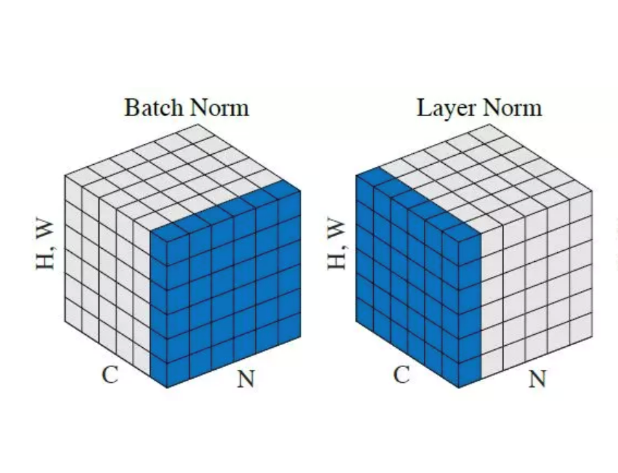 Batch Norm
H, W
C
N
Layer Norm
H, W
C
N